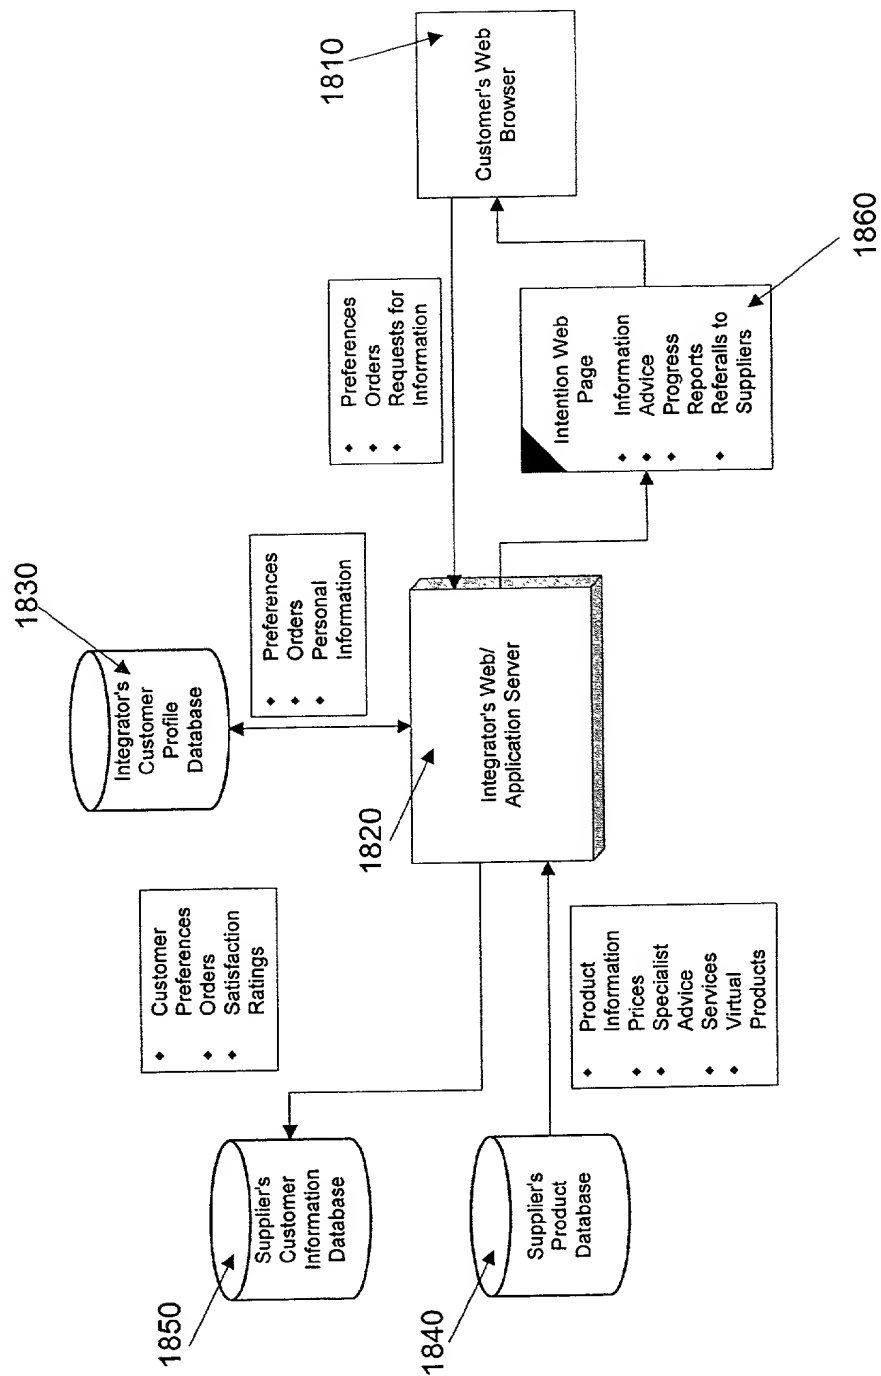 1810
Customer's Web
Browser
1860
Intention Web
Page
Information
Advice
Progress
Reports
Referalls to
Suppliers
Preferences
Orders
Requests for
Information
1830
Integrator's
Customer
Profile
Database
Preferences
Orders
Personal
Information
1820
Integrator's Web/
Application Server
Customer
Preferences
Orders
Satisfaction
Ratings
Product
Information
Prices
Specialist
Advice
Services
Virtual
Products
1850
Supplier's
Customer
Information
Database
1840
Supplier's
Product
Database